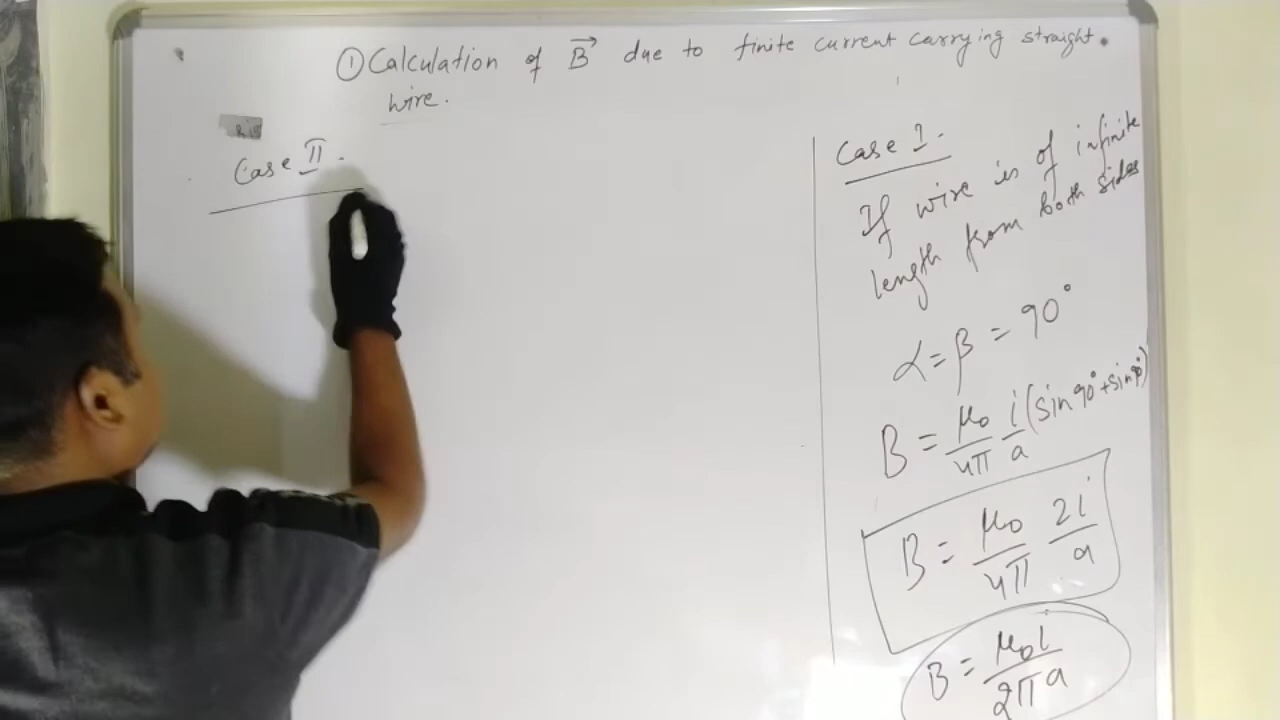 ① Calculation of B⃗ due to finite current carrying straight
wire.
Case II.
Case I.
If wire is of infinite
length from both sides
α = β = 90°
B = μ₀/4π i/a (sin 90° + sin 90°)
B = μ₀/4π 2i/a
B = μ₀i/2πa